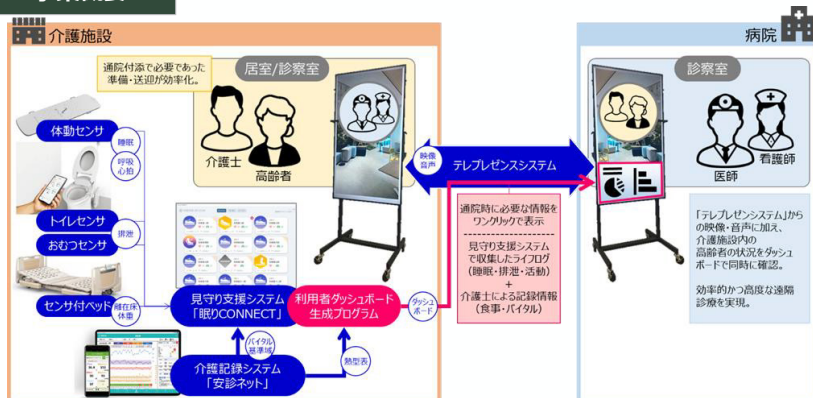 介護施設
病院
通院付添で必要であった
準備・送迎が効率化。
居室/診察室
介護士
高齢者
診察室
医師
看護師
体動センサ
睡眠
呼吸
心拍
トイレセンサ
おむつセンサ
排泄
センサ付ベッド
離在床
体重
見守り支援システム
「眠りCONNECT」
利用者ダッシュボード
生成プログラム
バイタル
基準域
介護記録システム
「安診ネット」
熱型表
映像
音声
テレプレゼンスシステム
ダッシュ
ボード
通院時に必要な情報を
ワンクリックで表示
見守り支援システム
で収集したライフログ
(睡眠・排泄・活動)
+
介護士による記録情報
(食事・バイタル)
「テレプレゼンシステム」から
の映像・音声に加え、
介護施設内の
高齢者の状況をダッシュ
ボードで同時に確認。
効率的かつ高度な遠隔
診療を実現。